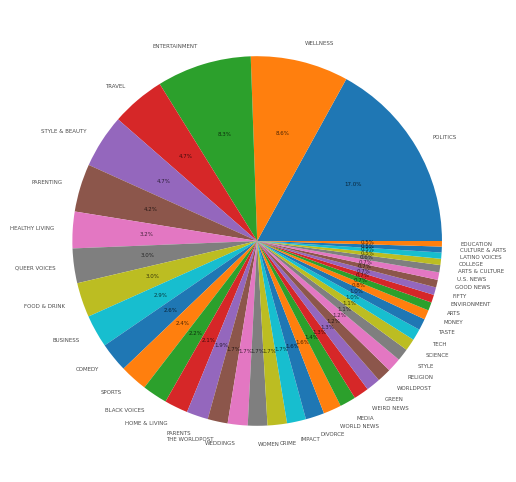 ENTERTAINMENT
WELLNESS
TRAVEL
POLITICS
STYLE & BEAUTY
PARENTING
HEALTHY LIVING
QUEER VOICES
FOOD & DRINK
BUSINESS
COMEDY
SPORTS
BLACK VOICES
HOME & LIVING
PARENTS
THE WORLDPOST
WEDDINGS
WOMEN
CRIME
IMPACT
DIVORCE
WORLD NEWS
MEDIA
WEIRD NEWS
GREEN
WORLDPOST
RELIGION
STYLE
SCIENCE
TECH
TASTE
MONEY
ARTS
ENVIRONMENT
FIFTY
GOOD NEWS
U.S. NEWS
ARTS & CULTURE
COLLEGE
LATINO VOICES
CULTURE & ARTS
EDUCATION
17.0%
8.6%
8.3%
4.7%
4.7%
4.2%
3.2%
3.0%
3.0%
2.9%
2.6%
2.4%
2.2%
2.1%
1.9%
1.7%
1.7%
1.7%
1.7%
1.7%
1.6%
1.6%
1.4%